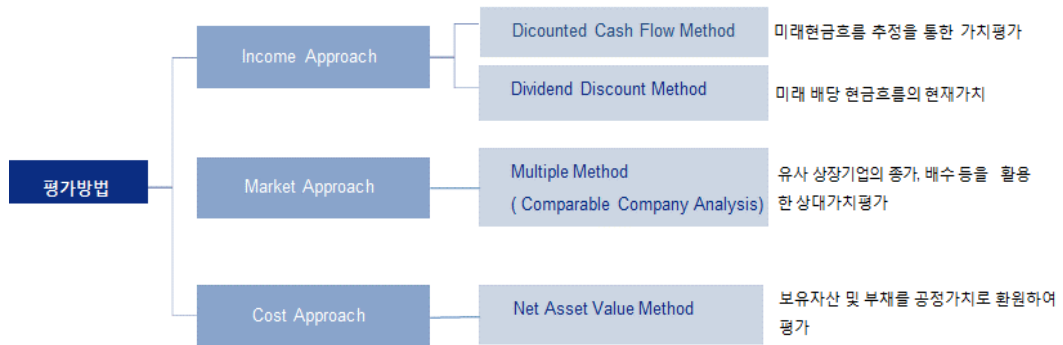 평가방법
Income Approach
Dicounted Cash Flow Method
미래현금흐름 추정을 통한 가치평가
Dividend Discount Method
미래 배당 현금흐름의 현재가치
Market Approach
Multiple Method
( Comparable Company Analysis)
유사 상장기업의 종가, 배수 등을 활용
한 상대가치평가
Cost Approach
Net Asset Value Method
보유자산 및 부채를 공정가치로 환원하여
평가